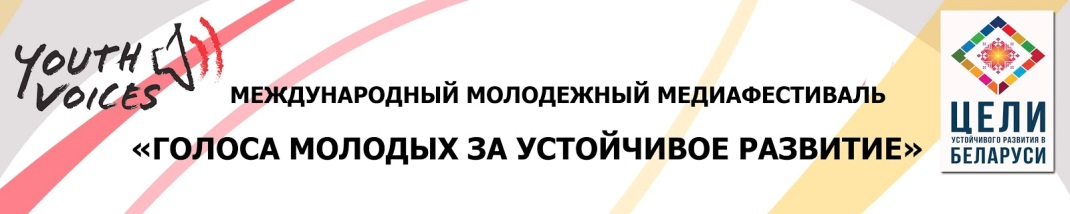 YOUTH
VOICES
МЕЖДУНАРОДНЫЙ МОЛОДЕЖНЫЙ МЕДИАФЕСТИВАЛЬ
«ГОЛОСА МОЛОДЫХ ЗА УСТОЙЧИВОЕ РАЗВИТИЕ»
ЦЕЛИ
УСТОЙЧИВОГО РАЗВИТИЯ В
БЕЛАРУСИ